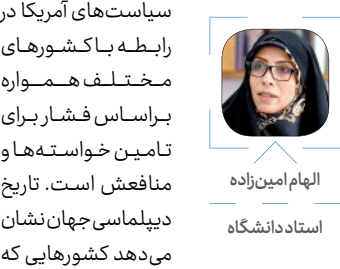 سیاست‌های آمریکا در
رابطه با کشورهای
مختلف همواره
براساس فشار برای
تامین خواسته‌ها و
منافعش است. تاریخ
دیپلماسی جهان نشان
می‌دهد کشورهایی که
الهام امین‌زاده
استاد دانشگاه